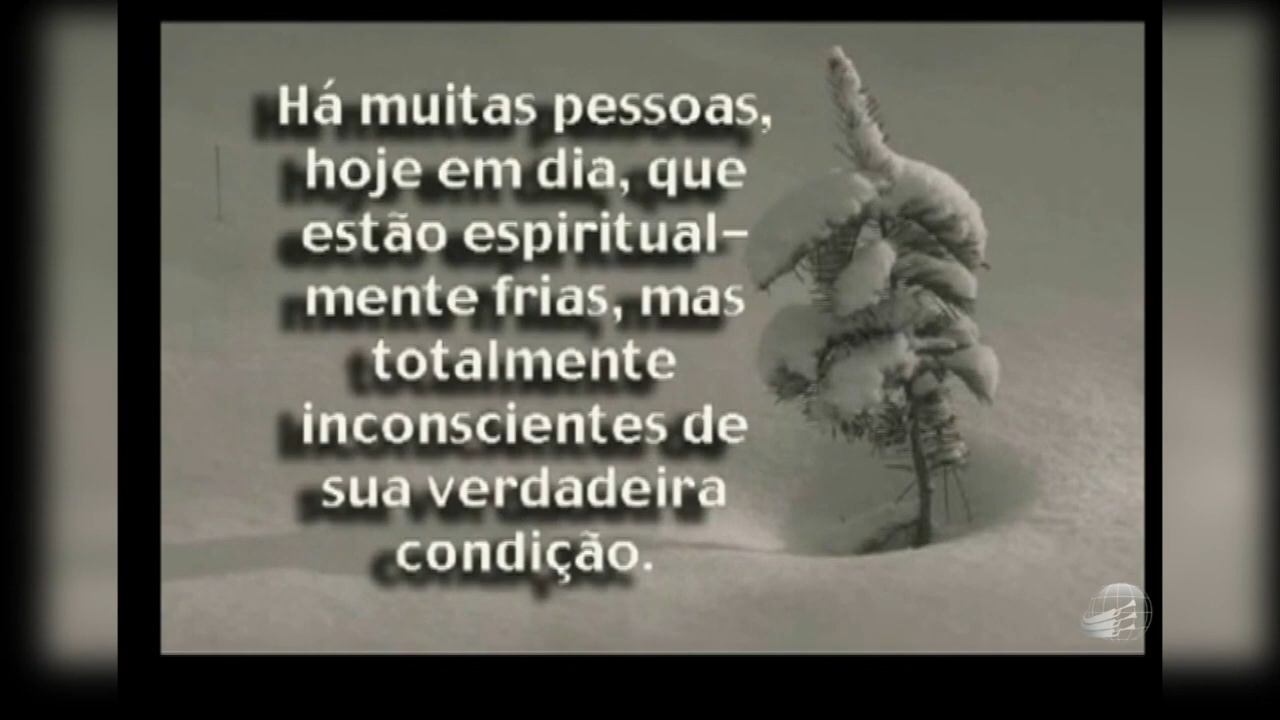 Há muitas pessoas,
hoje em dia, que
estão espiritual-
mente frias, mas
totalmente
inconscientes de
sua verdadeira
condição.